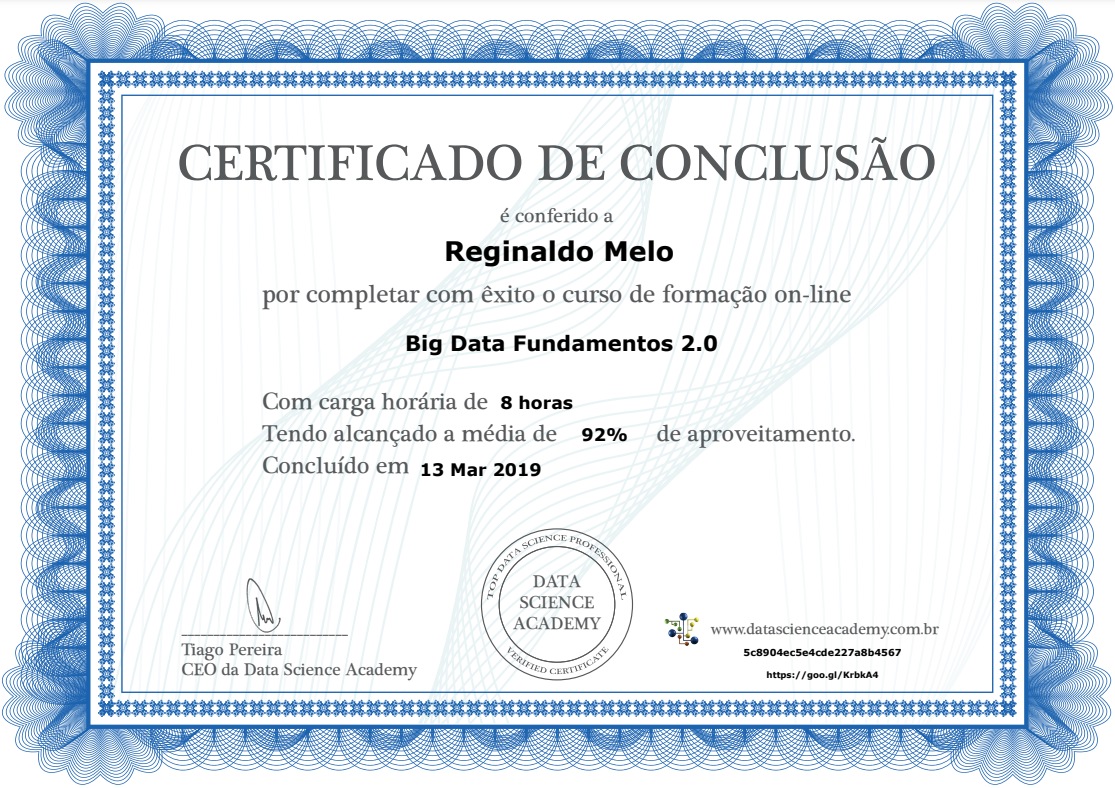 CERTIFICADO DE CONCLUSÃO
é conferido a
Reginaldo Melo
por completar com êxito o curso de formação on-line
Big Data Fundamentos 2.0
Com carga horária de 8 horas
Tendo alcançado a média de 92% de aproveitamento.
Concluído em 13 Mar 2019
TOP DATA SCIENCE PROFESSIONAL
DATA
SCIENCE
ACADEMY
VERIFIED CERTIFICATE
Tiago Pereira
CEO da Data Science Academy
www.datascienceacademy.com.br
5c8904ec5e4cde227a8b4567
https://goo.gl/KrbkA4